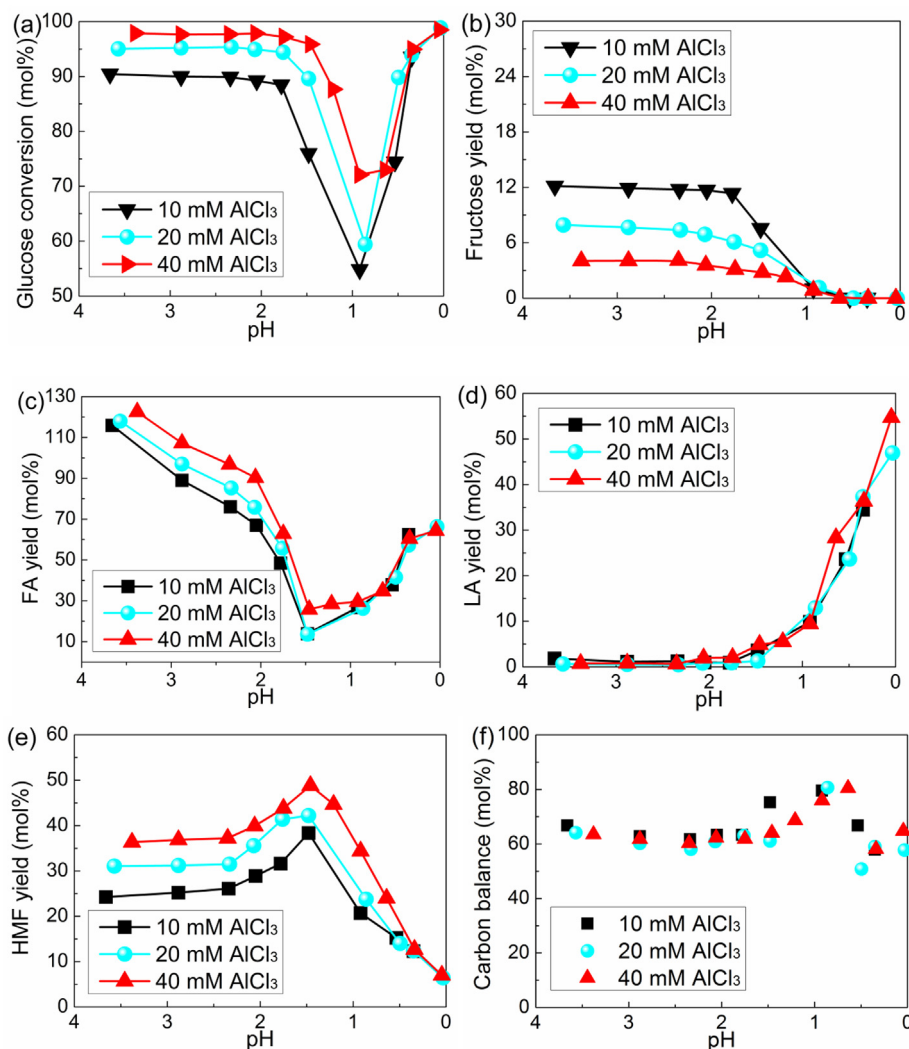 (a)
Glucose conversion (mol%)
100
90
80
70
60
50
10 mM AlCl₃
20 mM AlCl₃
40 mM AlCl₃
4 3 2 1 0
pH
(b)
Fructose yield (mol%)
30
24
18
12
6
0
10 mM AlCl₃
20 mM AlCl₃
40 mM AlCl₃
4 3 2 1 0
pH
(c)
FA yield (mol%)
130
110
90
70
50
30
10
10 mM AlCl₃
20 mM AlCl₃
40 mM AlCl₃
4 3 2 1 0
pH
(d)
LA yield (mol%)
60
50
40
30
20
10
0
10 mM AlCl₃
20 mM AlCl₃
40 mM AlCl₃
4 3 2 1 0
pH
(e)
HMF yield (mol%)
60
50
40
30
20
10
0
10 mM AlCl₃
20 mM AlCl₃
40 mM AlCl₃
4 3 2 1 0
pH
(f)
Carbon balance (mol%)
100
80
60
40
20
0
10 mM AlCl₃
20 mM AlCl₃
40 mM AlCl₃
4 3 2 1 0
pH